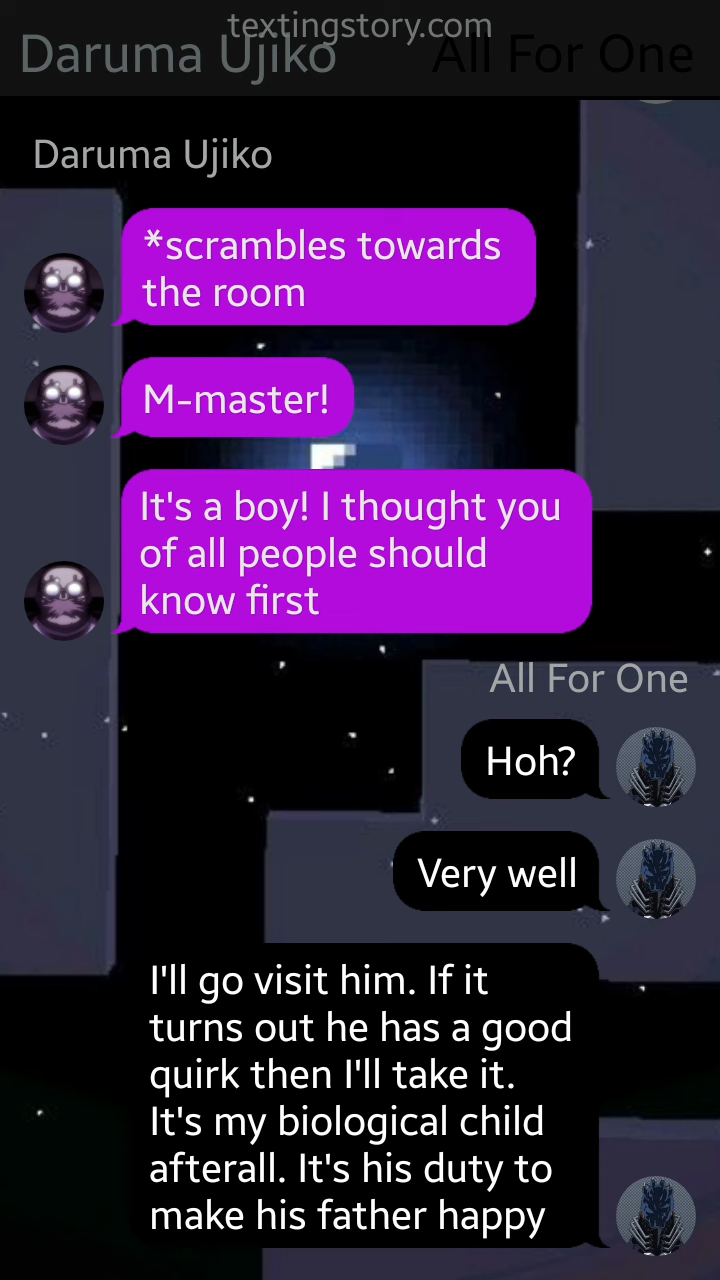 textingstory.com
Daruma Ujiko
All For One
Daruma Ujiko
*scrambles towards
the room
M-master!
It's a boy! I thought you
of all people should
know first
All For One
Hoh?
Very well
I'll go visit him. If it
turns out he has a good
quirk then I'll take it.
It's my biological child
afterall. It's his duty to
make his father happy